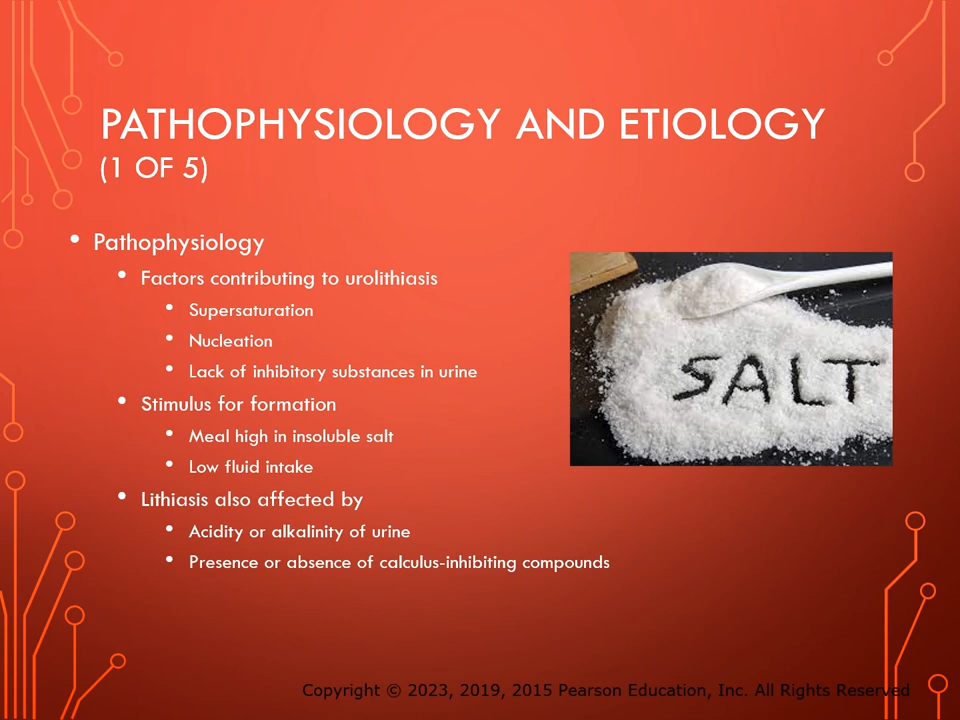 PATHOPHYSIOLOGY AND ETIOLOGY
(1 OF 5)
• Pathophysiology
• Factors contributing to urolithiasis
• Supersaturation
• Nucleation
• Lack of inhibitory substances in urine
• Stimulus for formation
• Meal high in insoluble salt
• Low fluid intake
• Lithiasis also affected by
• Acidity or alkalinity of urine
• Presence or absence of calculus-inhibiting compounds
SALT
Copyright © 2023, 2019, 2015 Pearson Education, Inc. All Rights Reserved